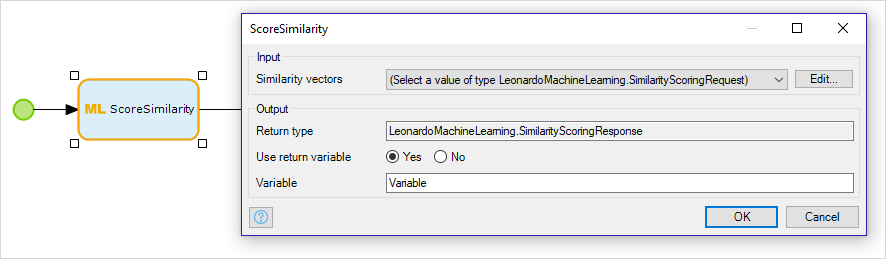 ML ScoreSimilarity
ScoreSimilarity
Input
Similarity vectors (Select a value of type LeonardoMachineLearning.SimilarityScoringRequest) Edit...
Output
Return type LeonardoMachineLearning.SimilarityScoringResponse
Use return variable Yes No
Variable Variable
? OK Cancel